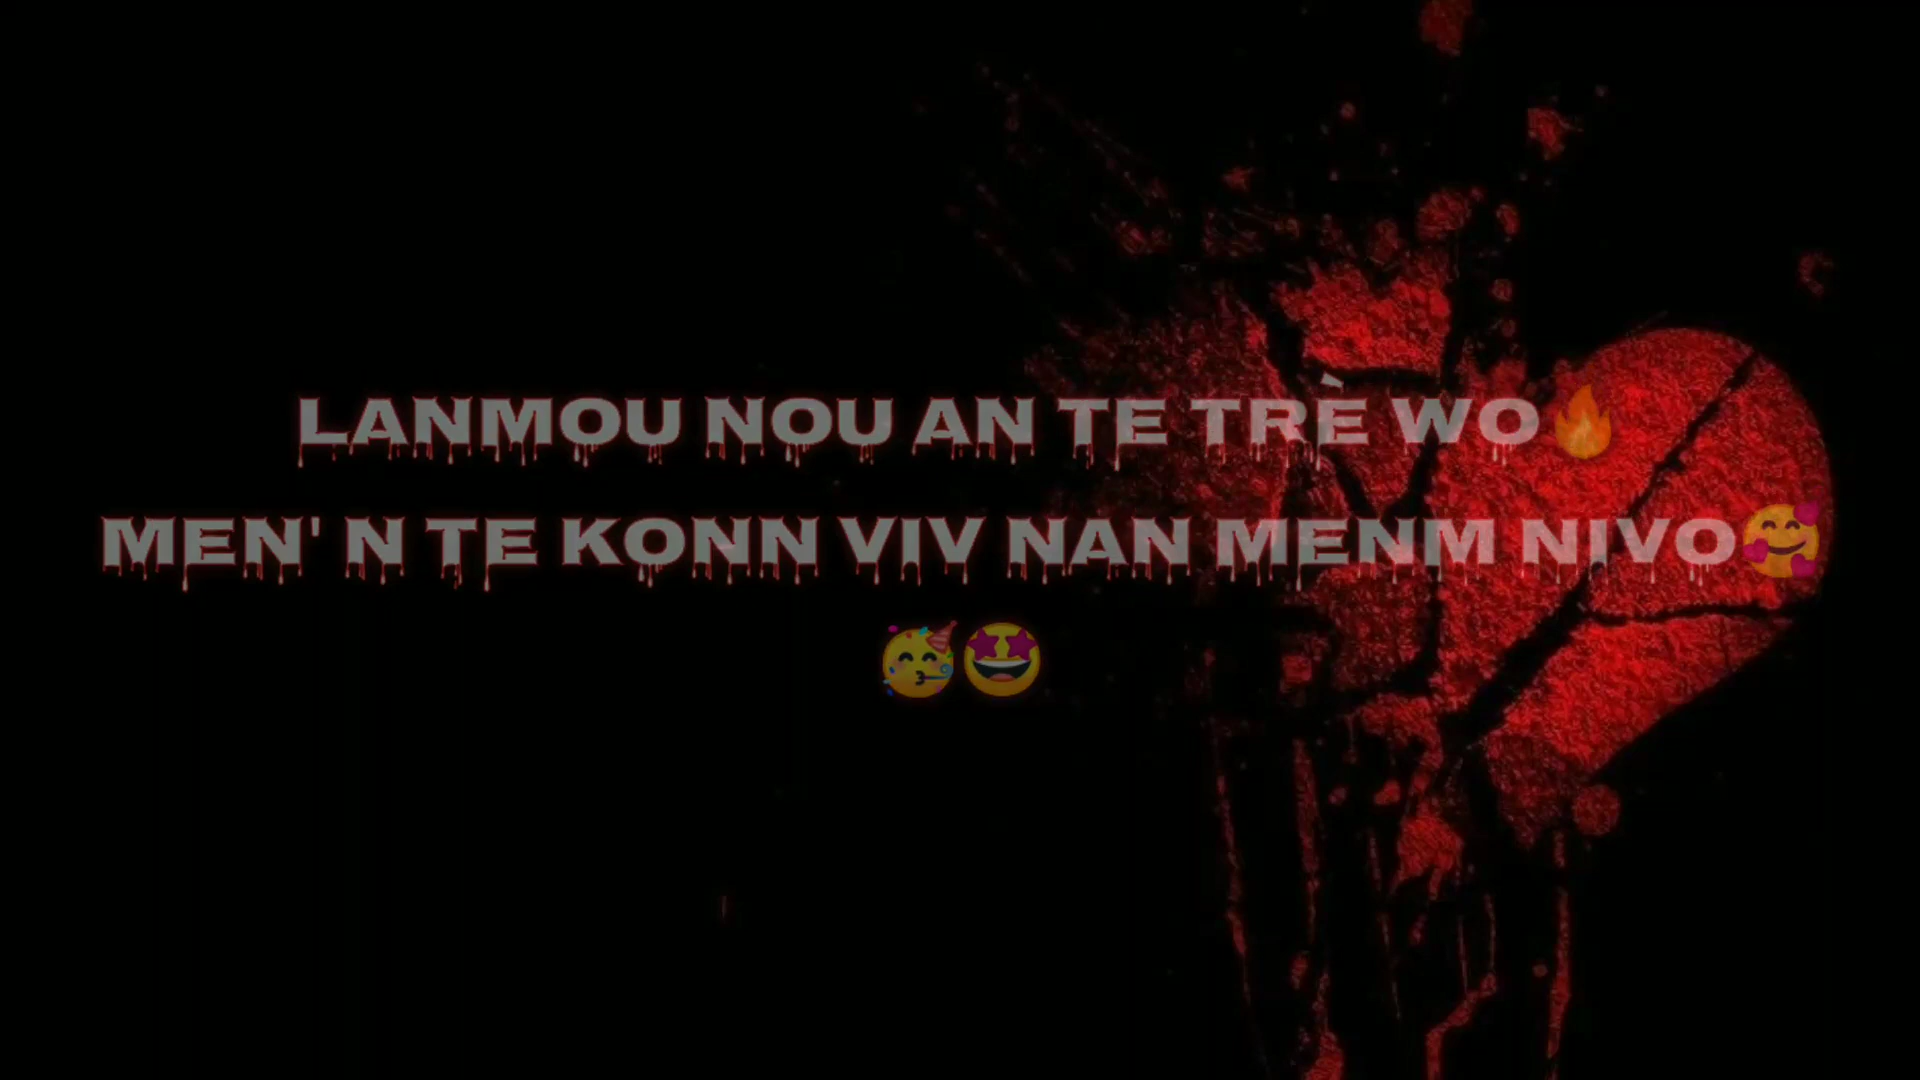 LANMOU NOU AN TE TRÈ WO🔥
MEN' N TE KONN VIV NAN MENM NIVO🥰
🥳🤩